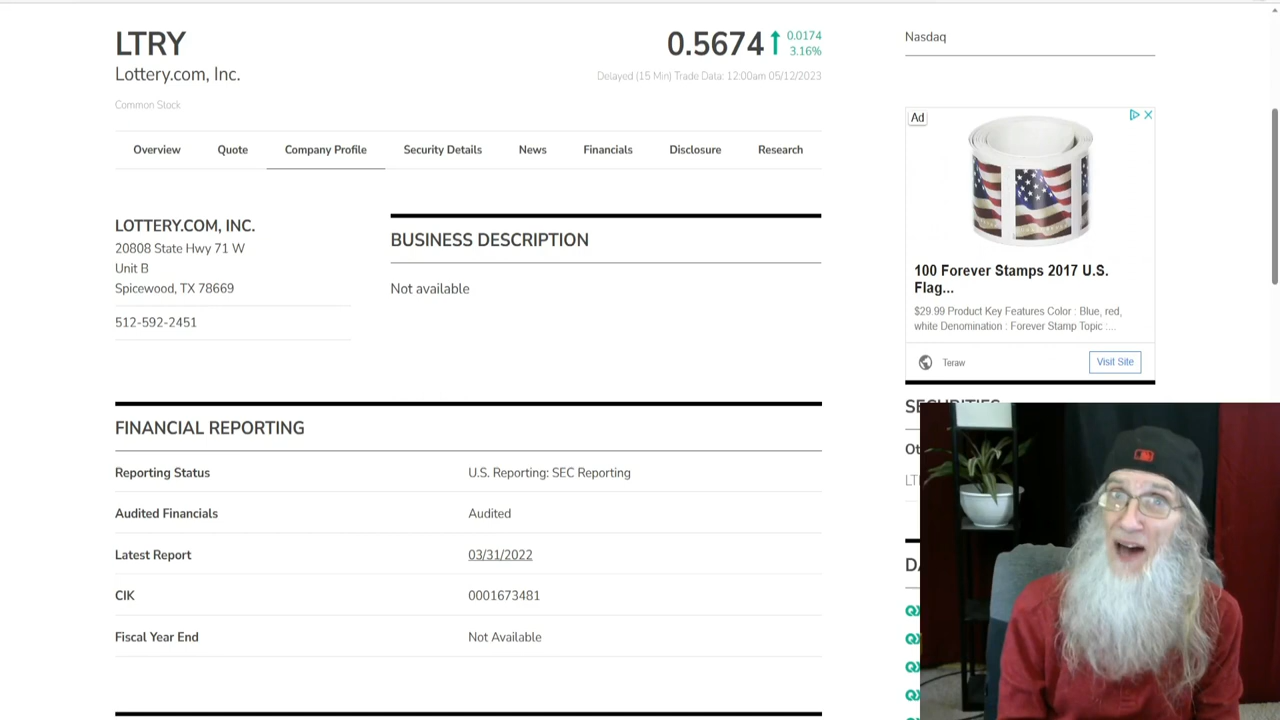 LTRY
Lottery.com, Inc.
Common Stock
0.5674
0.0174
3.16%
Delayed (15 Min) Trade Data: 12:00am 05/12/2023
Overview Quote Company Profile Security Details News Financials Disclosure Research
LOTTERY.COM, INC.
20808 State Hwy 71 W
Unit B
Spicewood, TX 78669
512-592-2451
BUSINESS DESCRIPTION
Not available
FINANCIAL REPORTING
Reporting Status U.S. Reporting: SEC Reporting
Audited Financials Audited
Latest Report 03/31/2022
CIK 0001673481
Fiscal Year End Not Available
Nasdaq
Ad
100 Forever Stamps 2017 U.S.
Flag...
$29.99 Product Key Features Color : Blue, red,
white Denomination : Forever Stamp Topic :...
Teraw
Visit Site